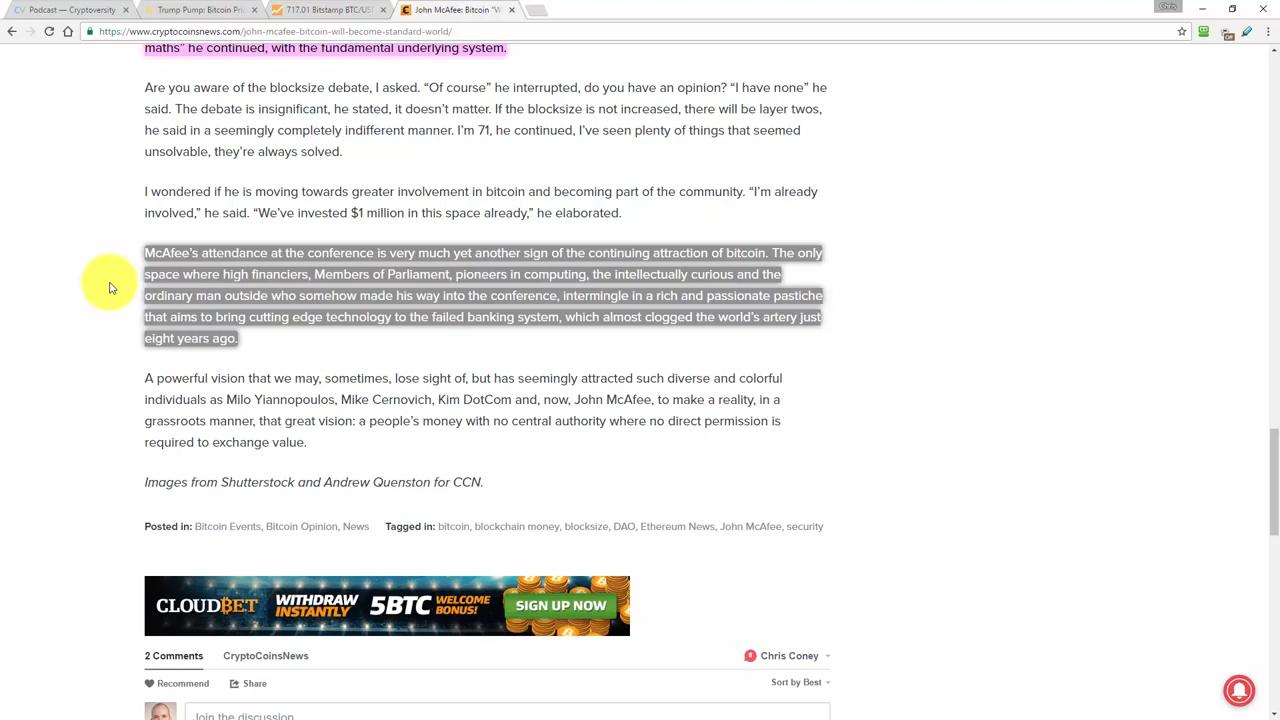 Podcast — Cryptoversity
Trump Pump: Bitcoin Pri
717.01 Bitstamp BTC/US
John McAfee: Bitcoin "W
Chris
https://www.cryptocoinsnews.com/john-mcafee-bitcoin-will-become-standard-world/
maths” he continued, with the fundamental underlying system.
Are you aware of the blocksize debate, I asked. “Of course” he interrupted, do you have an opinion? “I have none” he
said. The debate is insignificant, he stated, it doesn’t matter. If the blocksize is not increased, there will be layer twos,
he said in a seemingly completely indifferent manner. I’m 71, he continued, I’ve seen plenty of things that seemed
unsolvable, they’re always solved.
I wondered if he is moving towards greater involvement in bitcoin and becoming part of the community. “I’m already
involved,” he said. “We’ve invested $1 million in this space already,” he elaborated.
McAfee’s attendance at the conference is very much yet another sign of the continuing attraction of bitcoin. The only
space where high financiers, Members of Parliament, pioneers in computing, the intellectually curious and the
ordinary man outside who somehow made his way into the conference, intermingle in a rich and passionate pastiche
that aims to bring cutting edge technology to the failed banking system, which almost clogged the world’s artery just
eight years ago.
A powerful vision that we may, sometimes, lose sight of, but has seemingly attracted such diverse and colorful
individuals as Milo Yiannopoulos, Mike Cernovich, Kim DotCom and, now, John McAfee, to make a reality, in a
grassroots manner, that great vision: a people’s money with no central authority where no direct permission is
required to exchange value.
Images from Shutterstock and Andrew Quenston for CCN.
Posted in: Bitcoin Events, Bitcoin Opinion, News Tagged in: bitcoin, blockchain money, blocksize, DAO, Ethereum News, John McAfee, security
CLOUDBET WITHDRAW INSTANTLY 5BTC WELCOME BONUS! SIGN UP NOW
2 Comments CryptoCoinsNews Chris Coney
Recommend Share Sort by Best
Join the discussion